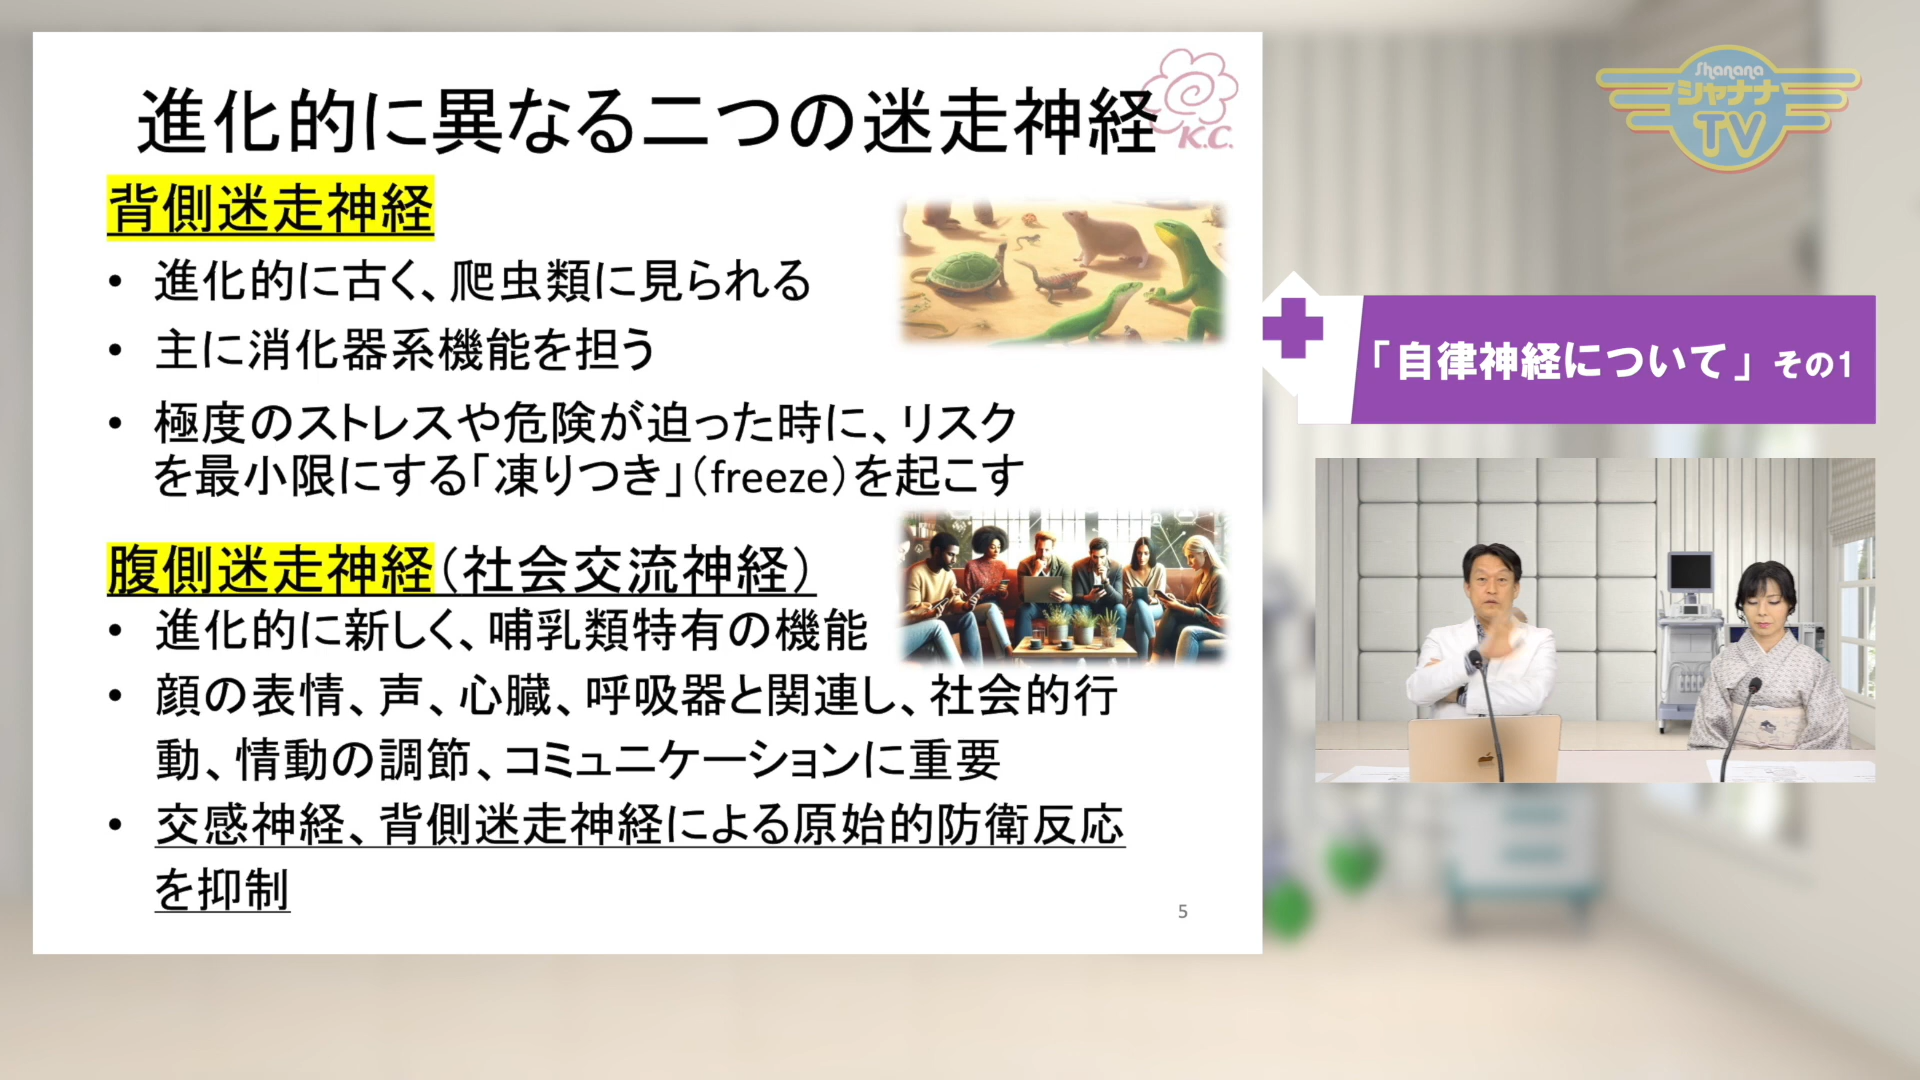 進化的に異なる二つの迷走神経
K.C.
背側迷走神経
• 進化的に古く、爬虫類に見られる
• 主に消化器系機能を担う
• 極度のストレスや危険が迫った時に、リスク
を最小限にする「凍りつき」（freeze）を起こす
腹側迷走神経（社会交流神経）
• 進化的に新しく、哺乳類特有の機能
• 顔の表情、声、心臓、呼吸器と関連し、社会的行
動、情動の調節、コミュニケーションに重要
• 交感神経、背側迷走神経による原始的防衛反応
を抑制
5
Shanana
シャナナ
TV
「自律神経について」その1